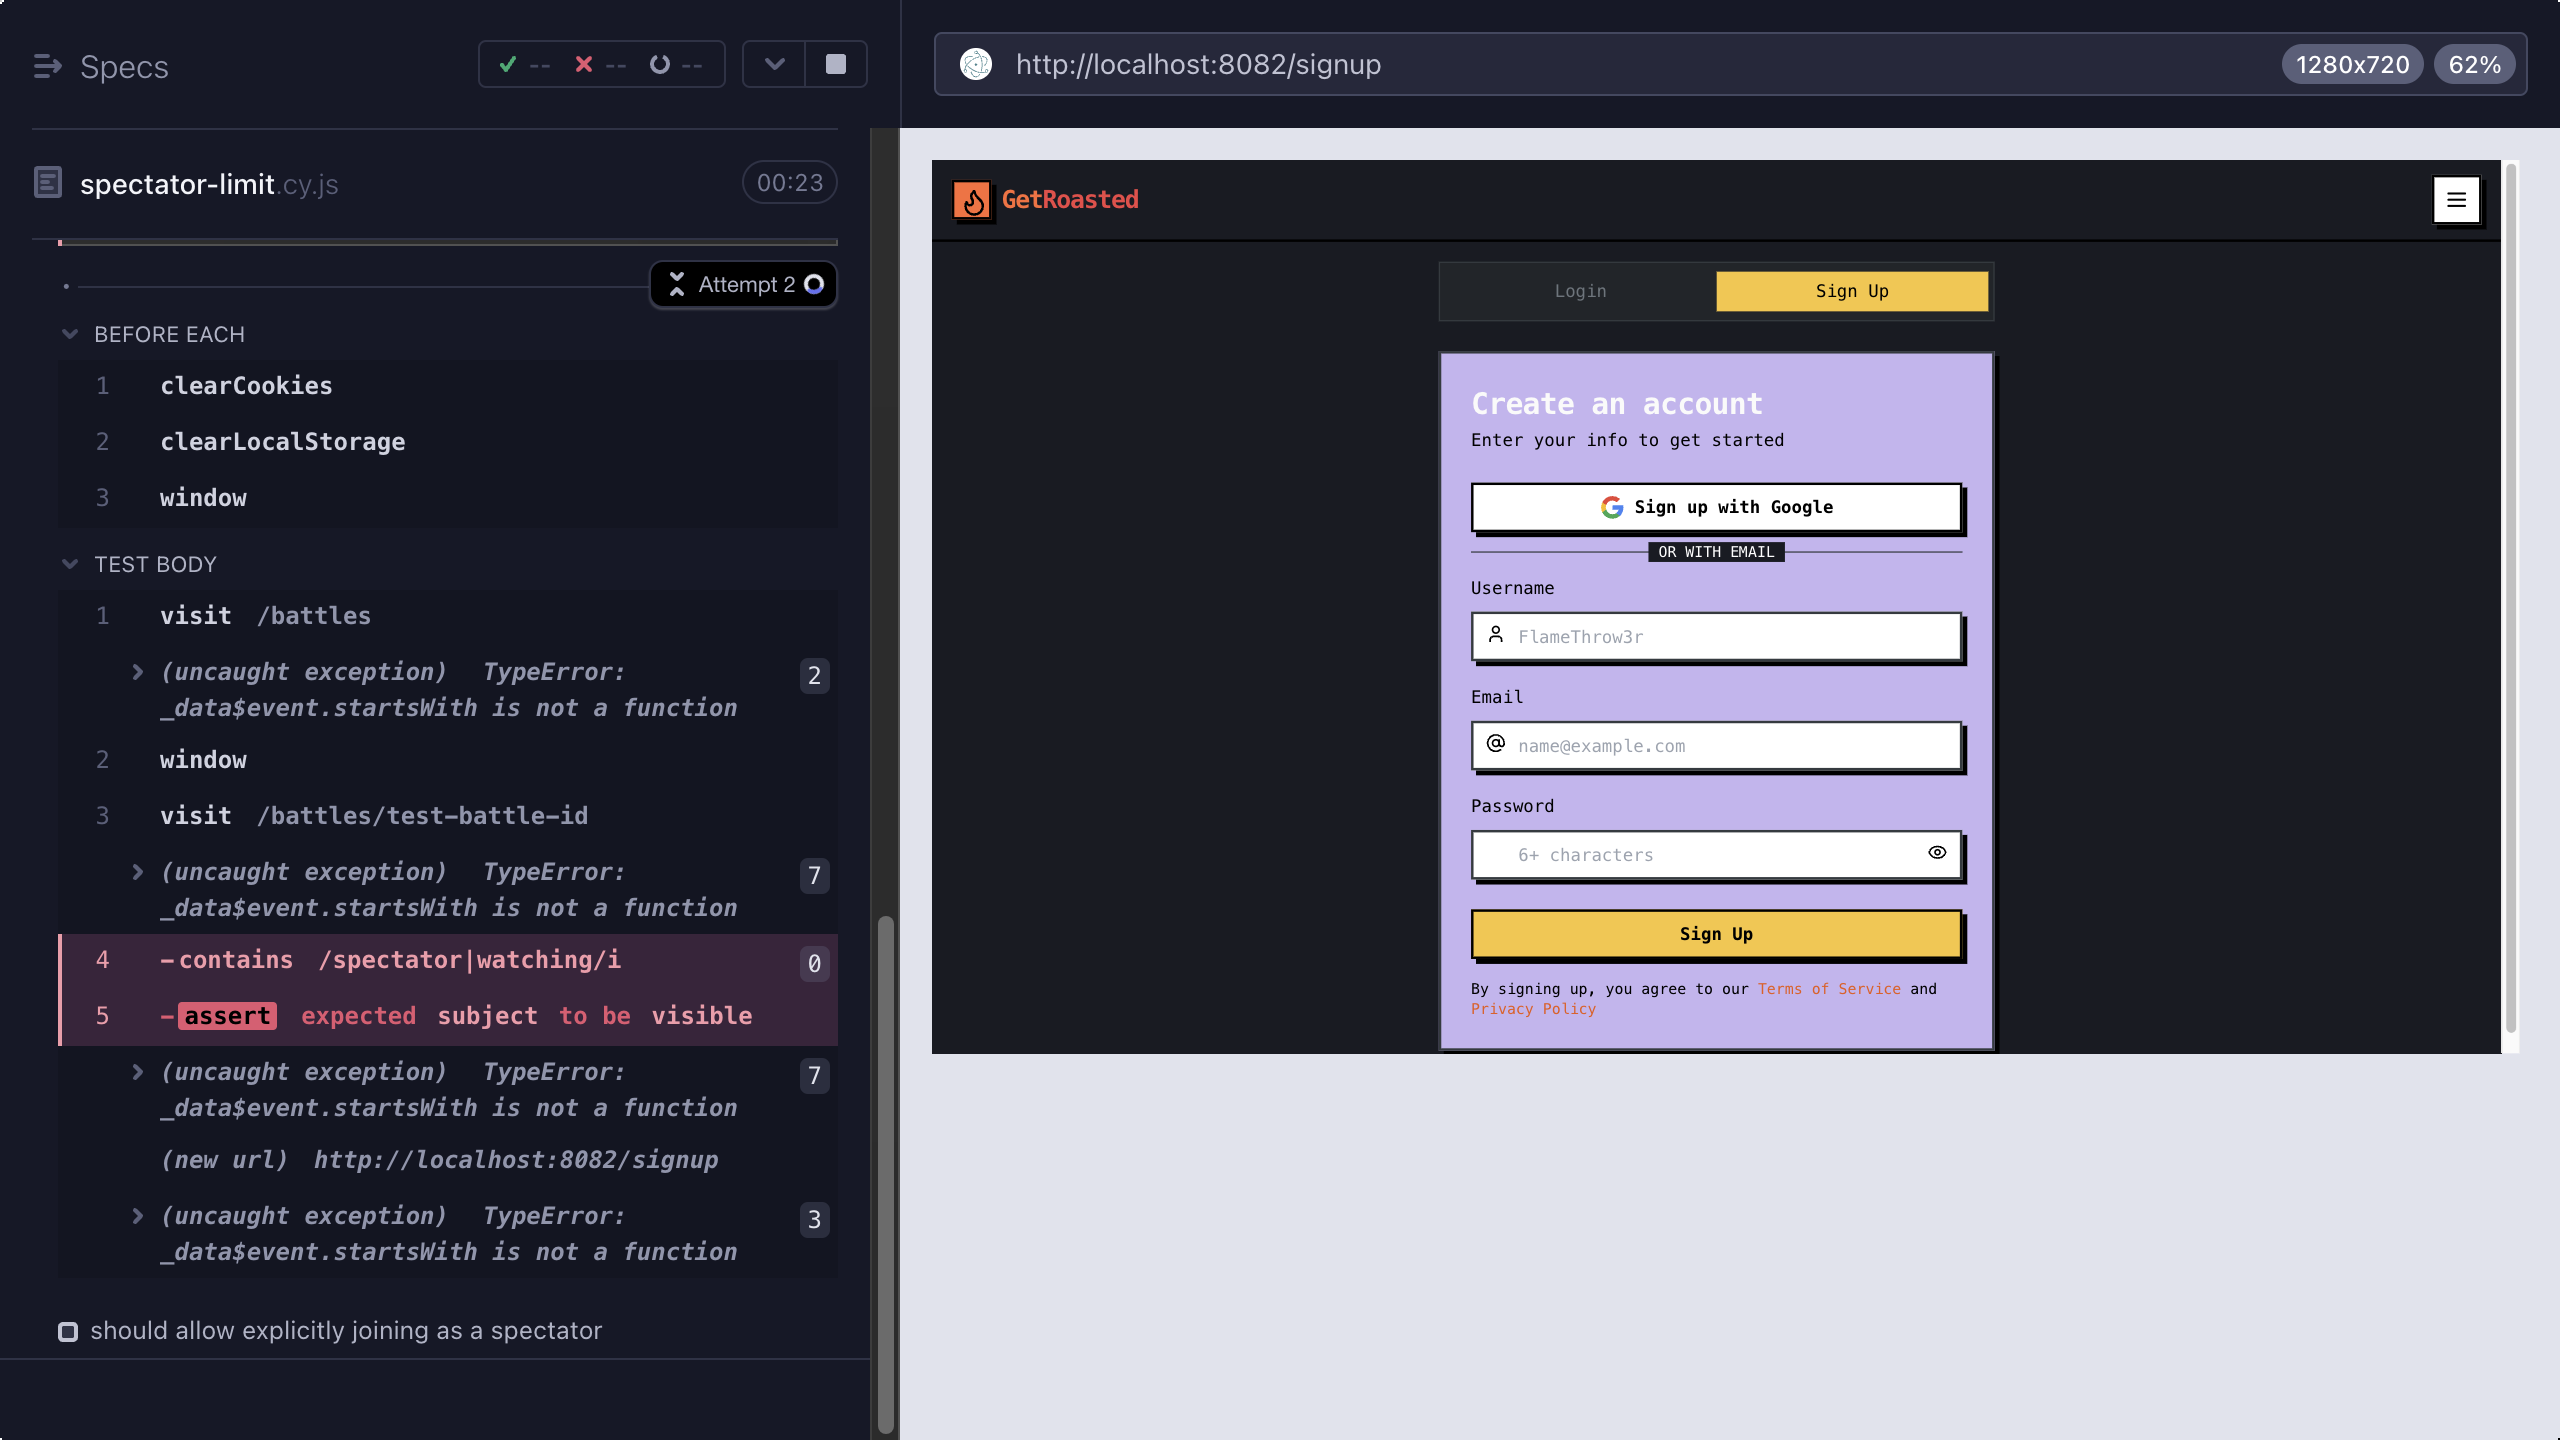 Specs
--
--
--
spectator-limit.cy.js
00:23
Attempt 2
BEFORE EACH
1 clearCookies
2 clearLocalStorage
3 window
TEST BODY
1 visit /battles
(uncaught exception) TypeError: 2
_data$event.startsWith is not a function
2 window
3 visit /battles/test-battle-id
(uncaught exception) TypeError: 7
_data$event.startsWith is not a function
4 -contains /spectator|watching/i 0
5 -assert expected subject to be visible
(uncaught exception) TypeError: 7
_data$event.startsWith is not a function
(new url) http://localhost:8082/signup
(uncaught exception) TypeError: 3
_data$event.startsWith is not a function
should allow explicitly joining as a spectator
http://localhost:8082/signup
1280x720
62%
GetRoasted
Login
Sign Up
Create an account
Enter your info to get started
Sign up with Google
OR WITH EMAIL
Username
FlameThrow3r
Email
name@example.com
Password
6+ characters
Sign Up
By signing up, you agree to our Terms of Service and
Privacy Policy